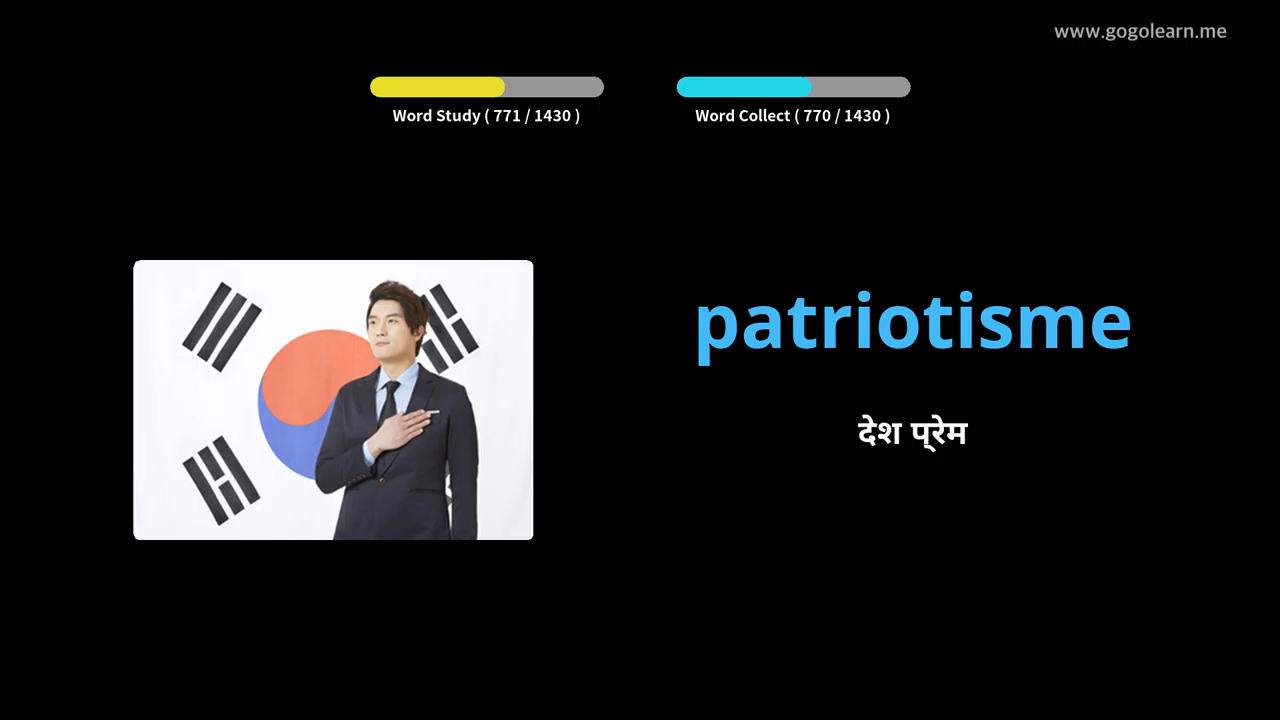 www.gogolearn.me
Word Study ( 771 / 1430 )
Word Collect ( 770 / 1430 )
patriotisme
देश प्रेम